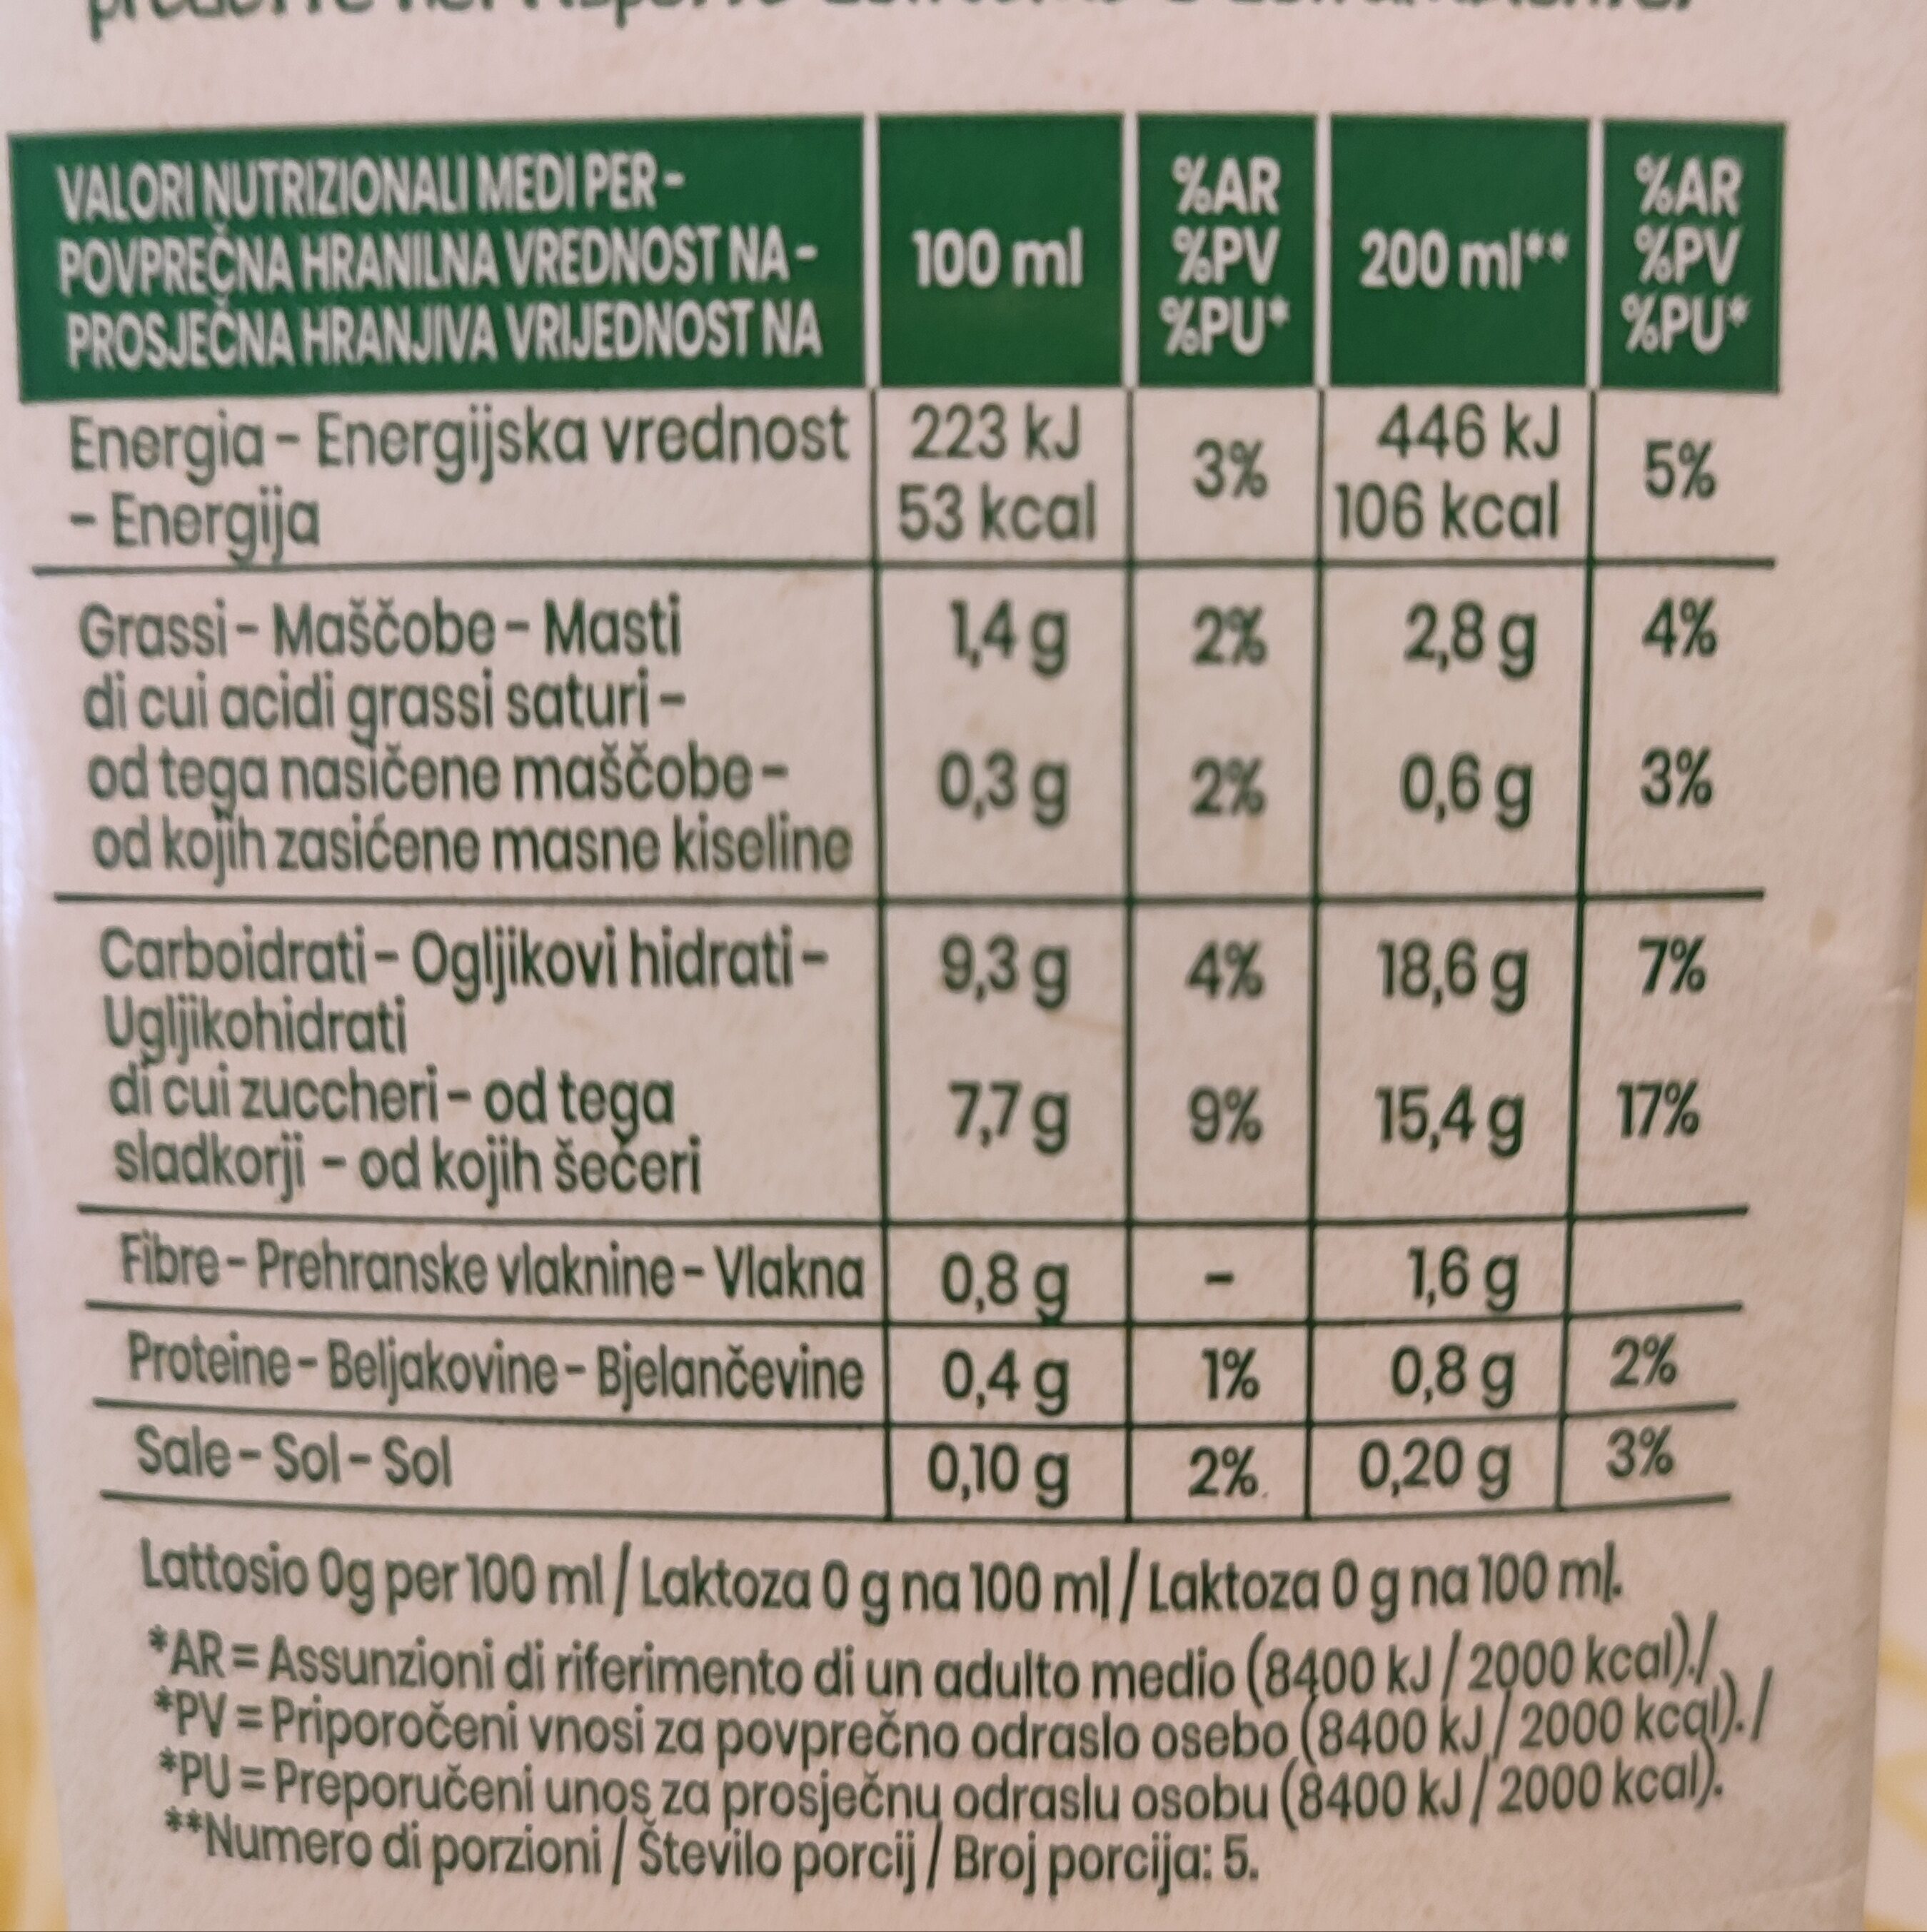 VALORI NUTRIZIONALI MEDI PER -
POVPREČNA HRANILNA VREDNOST NA -
PROSJEČNA HRANJIVA VRIJEDNOST NA
100 ml
%AR
%PV
%PU*
200 ml**
%AR
%PV
%PU*
Energia - Energijska vrednost
- Energija
223 kJ
53 kcal
3%
446 kJ
106 kcal
5%
Grassi - Maščobe - Masti
1,4 g 2% 2,8 g 4%
di cui acidi grassi saturi -
od tega nasičene maščobe -
od kojih zasićene masne kiseline
0,3 g 2% 0,6 g 3%
Carboidrati - Ogljikovi hidrati -
Ugljikohidrati
9,3 g 4% 18,6 g 7%
di cui zuccheri - od tega
sladkorji - od kojih šečeri
7,7 g 9% 15,4 g 17%
Fibre - Prehranske vlaknine - Vlakna 0,8 g - 1,6 g
Proteine - Beljakovine - Bjelančevine 0,4 g 1% 0,8 g 2%
Sale - Sol - Sol 0,10 g 2% 0,20 g 3%
Lattosio 0g per 100 ml / Laktoza 0 g na 100 ml / Laktoza 0 g na 100 ml.
*AR = Assunzioni di riferimento di un adulto medio (8400 kJ / 2000 kcal)./
*PV = Priporočeni vnosi za povprečno odraslo osebo (8400 kJ / 2000 kcal)./
*PU = Preporučeni unos za prosječnu odraslu osobu (8400 kJ / 2000 kcal).
**Numero di porzioni / Število porcij / Broj porcija: 5.